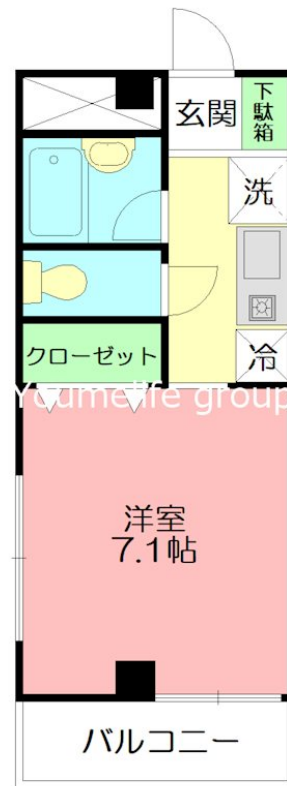 玄関
下駄箱
洗
冷
クローゼット
Youmelife group
洋室
7.1帖
バルコニー